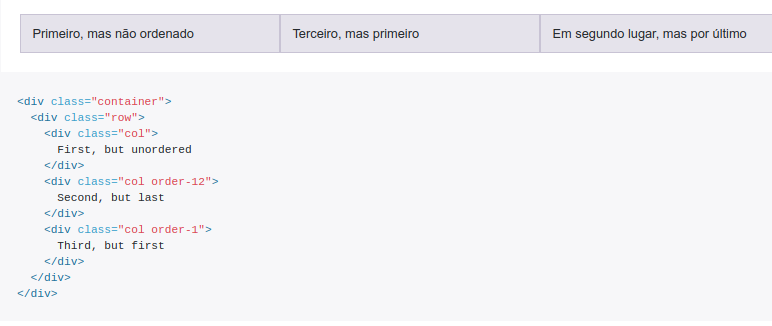 Primeiro, mas não ordenado
Terceiro, mas primeiro
Em segundo lugar, mas por último
<div class="container">
  <div class="row">
    <div class="col">
      First, but unordered
    </div>
    <div class="col order-12">
      Second, but last
    </div>
    <div class="col order-1">
      Third, but first
    </div>
  </div>
</div>